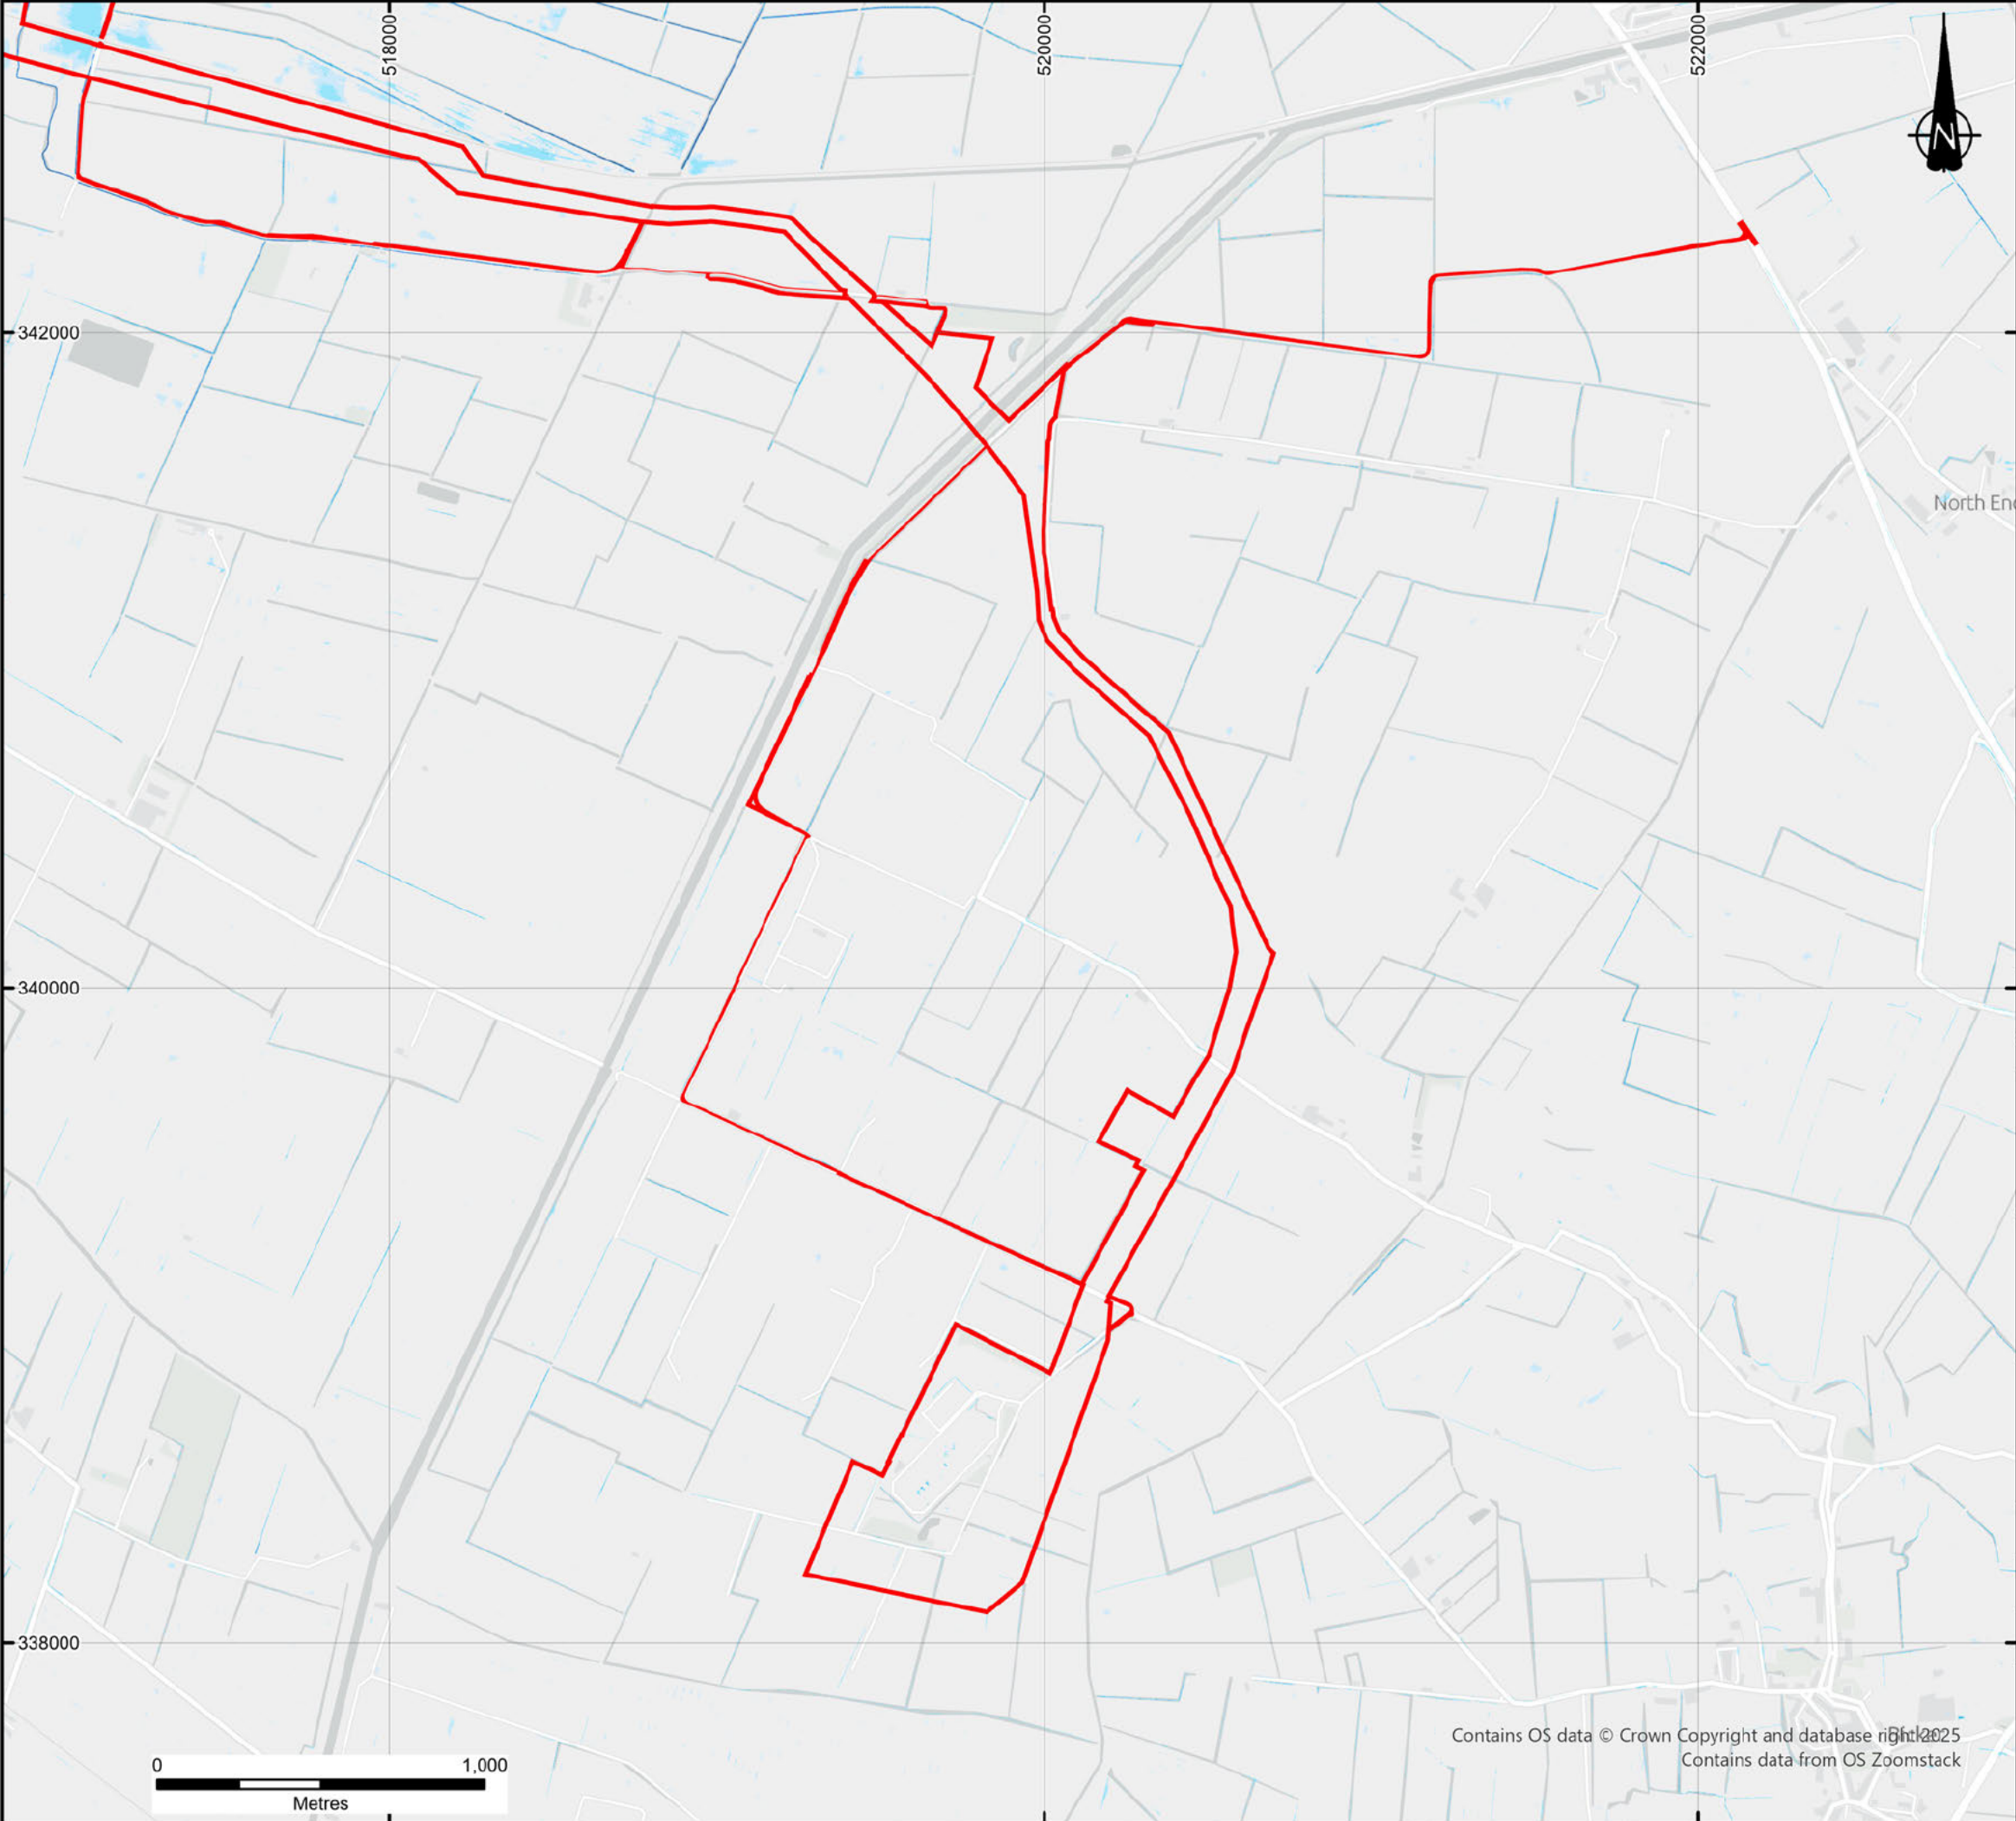 518000
520000
522000
N
342000
North En
340000
338000
Contains OS data © Crown Copyright and database right 2025
Contains data from OS Zoomstack
0 1,000
Metres